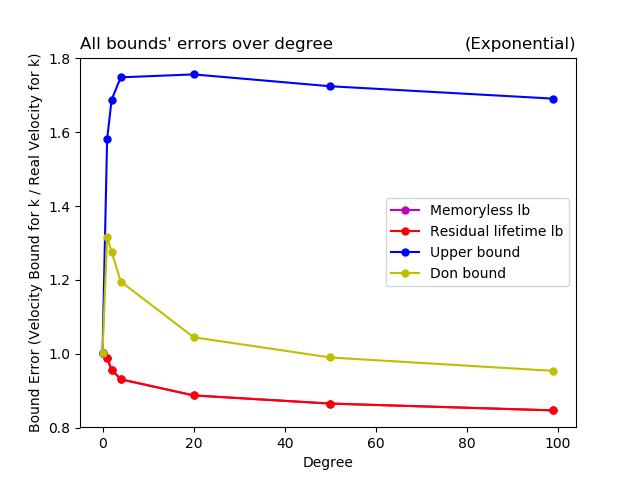 All bounds' errors over degree (Exponential)
Bound Error (Velocity Bound for k / Real Velocity for k)
1.8
1.6
1.4
1.2
1.0
0.8
Memoryless lb
Residual lifetime lb
Upper bound
Don bound
0 20 40 60 80 100
Degree